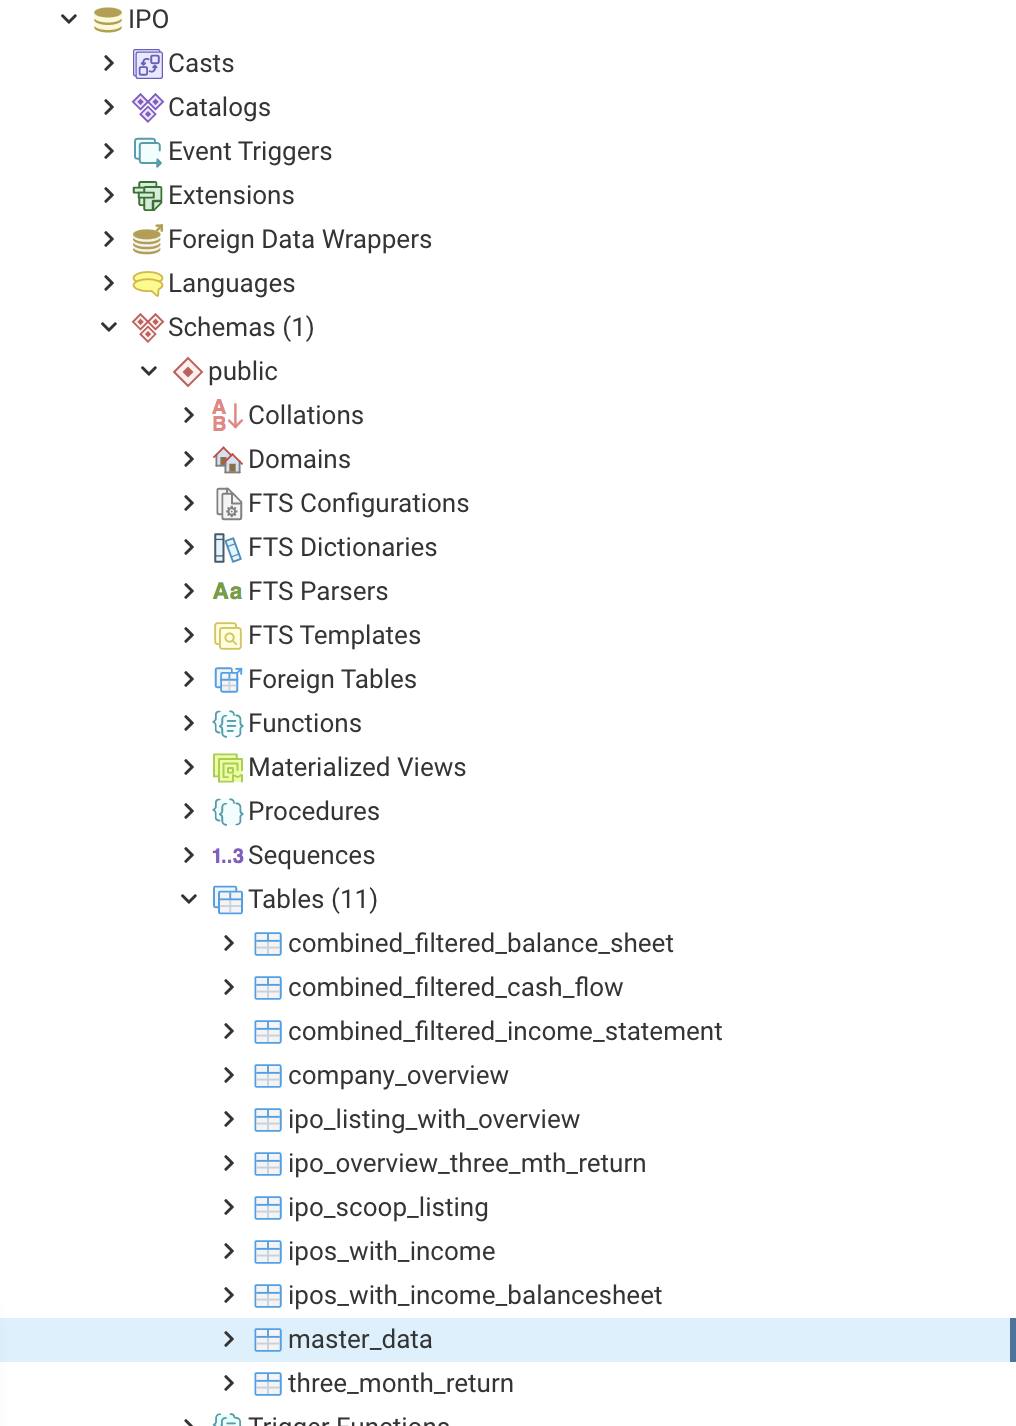 IPO
Casts
Catalogs
Event Triggers
Extensions
Foreign Data Wrappers
Languages
Schemas (1)
public
Collations
Domains
FTS Configurations
FTS Dictionaries
Aa FTS Parsers
FTS Templates
Foreign Tables
Functions
Materialized Views
Procedures
1..3 Sequences
Tables (11)
combined_filtered_balance_sheet
combined_filtered_cash_flow
combined_filtered_income_statement
company_overview
ipo_listing_with_overview
ipo_overview_three_mth_return
ipo_scoop_listing
ipos_with_income
ipos_with_income_balancesheet
master_data
three_month_return
Trigger Functions